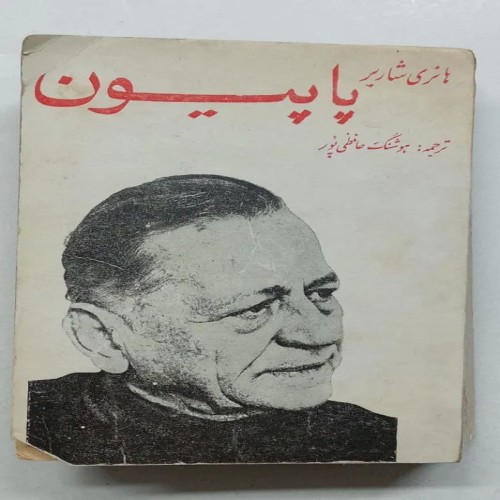 هانری شاریر
پاپیون
ترجمه: هوشنگ حافظی پور